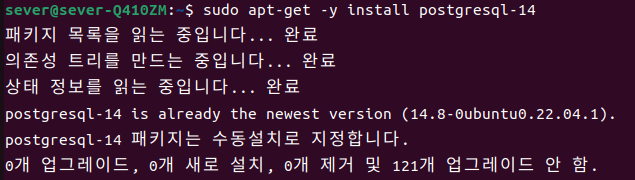 sever@sever-Q410ZM:~$ sudo apt-get -y install postgresql-14
패키지 목록을 읽는 중입니다... 완료
의존성 트리를 만드는 중입니다... 완료
상태 정보를 읽는 중입니다... 완료
postgresql-14 is already the newest version (14.8-0ubuntu0.22.04.1).
postgresql-14 패키지는 수동설치로 지정합니다.
0개 업그레이드, 0개 새로 설치, 0개 제거 및 121개 업그레이드 안 함.